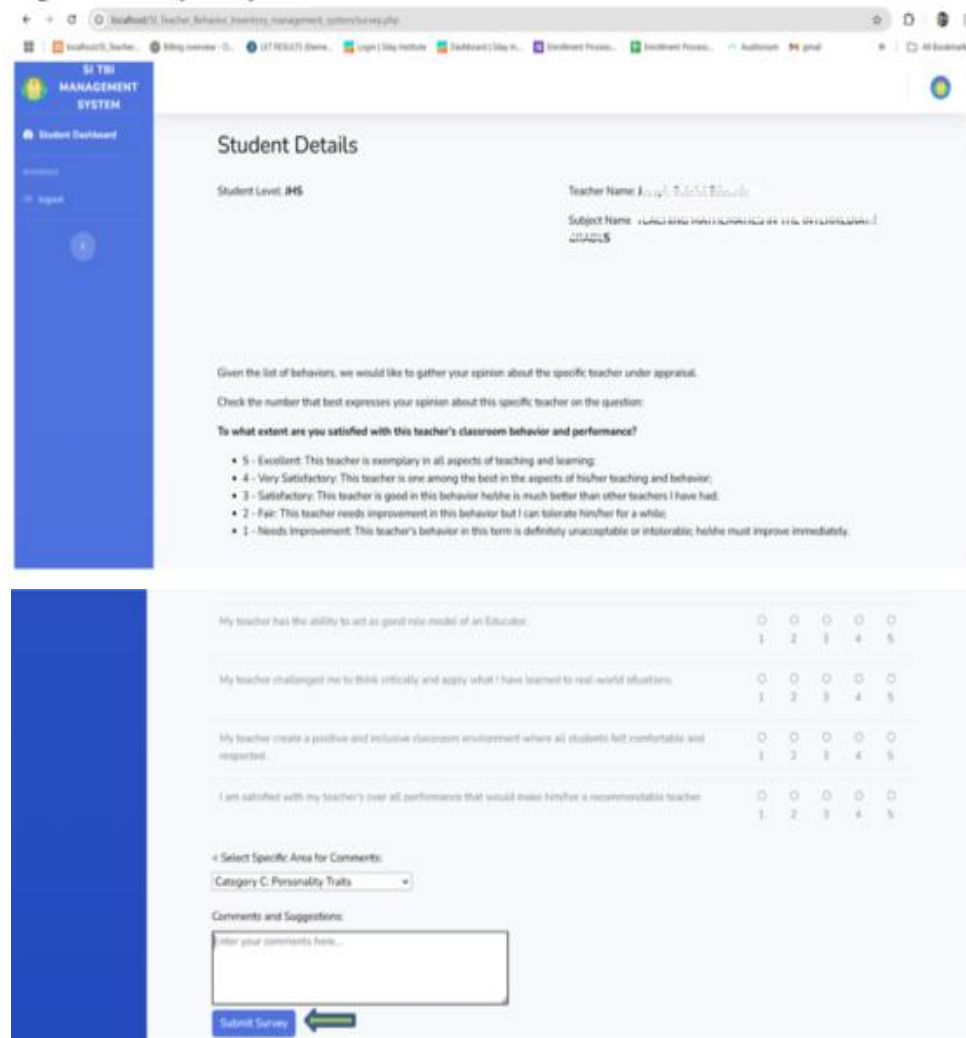 SI TBI
MANAGEMENT
SYSTEM
Student Dashboard
logout
Student Details
Student Level: JHS
Teacher Name: J
Subject Name
Given the list of behaviors, we would like to gather your opinion about the specific teacher under appraisal.
Check the number that best expresses your opinion about this specific teacher on the question:
To what extent are you satisfied with this teacher's classroom behavior and performance?
• 5 - Excellent: This teacher is exemplary in all aspects of teaching and learning;
• 4 - Very Satisfactory: This teacher is one among the best in the aspects of his/her teaching and behavior;
• 3 - Satisfactory: This teacher is good in this behavior he/she is much better than other teachers I have had.
• 2 - Fair: This teacher needs improvement in this behavior but I can tolerate him/her for a while;
• 1 - Needs Improvement: This teacher's behavior in this term is definitely unacceptable or intolerable; he/she must improve immediately.
My teacher has the ability to act as good role model of an Educator.
1 2 3 4 5
My teacher challenged me to think critically and apply what I have learned to real-world situations.
1 2 3 4 5
My teacher create a positive and inclusive classroom environment where all students felt comfortable and
respected.
1 2 3 4 5
I am satisfied with my teacher's over all performance that would make him/her a recommendable teacher
1 2 3 4 5
< Select Specific Area for Comments:
Category C: Personality Traits
Comments and Suggestions:
Enter your comments here...
Submit Survey